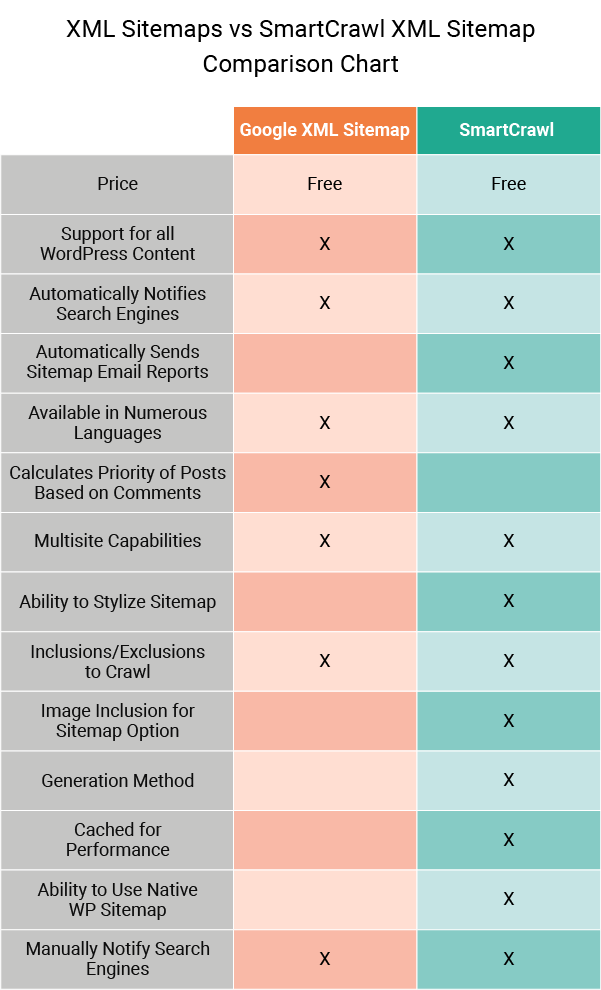 XML Sitemaps vs SmartCrawl XML Sitemap
Comparison Chart
Google XML Sitemap SmartCrawl
Price Free Free
Support for all
WordPress Content X X
Automatically Notifies
Search Engines X X
Automatically Sends
Sitemap Email Reports X
Available in Numerous
Languages X X
Calculates Priority of Posts
Based on Comments X
Multisite Capabilities X X
Ability to Stylize Sitemap X
Inclusions/Exclusions
to Crawl X X
Image Inclusion for
Sitemap Option X
Generation Method X
Cached for
Performance X
Ability to Use Native
WP Sitemap X
Manually Notify Search
Engines X X